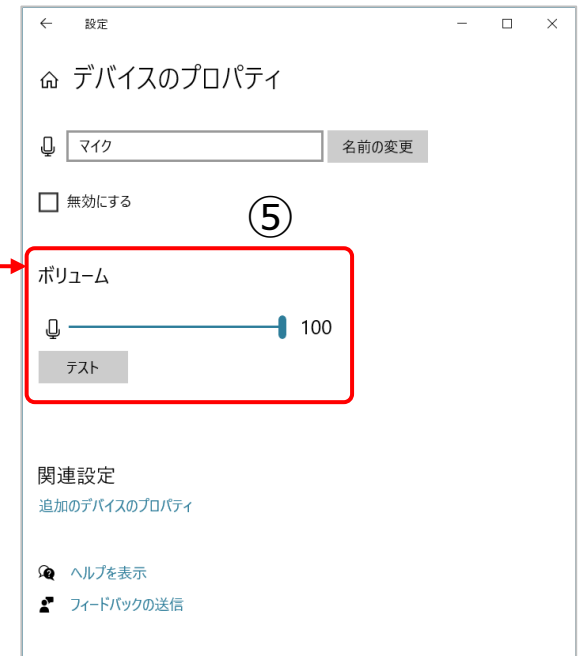 設定
デバイスのプロパティ
マイク
名前の変更
無効にする
⑤
ボリューム
100
テスト
関連設定
追加のデバイスのプロパティ
ヘルプを表示
フィードバックの送信